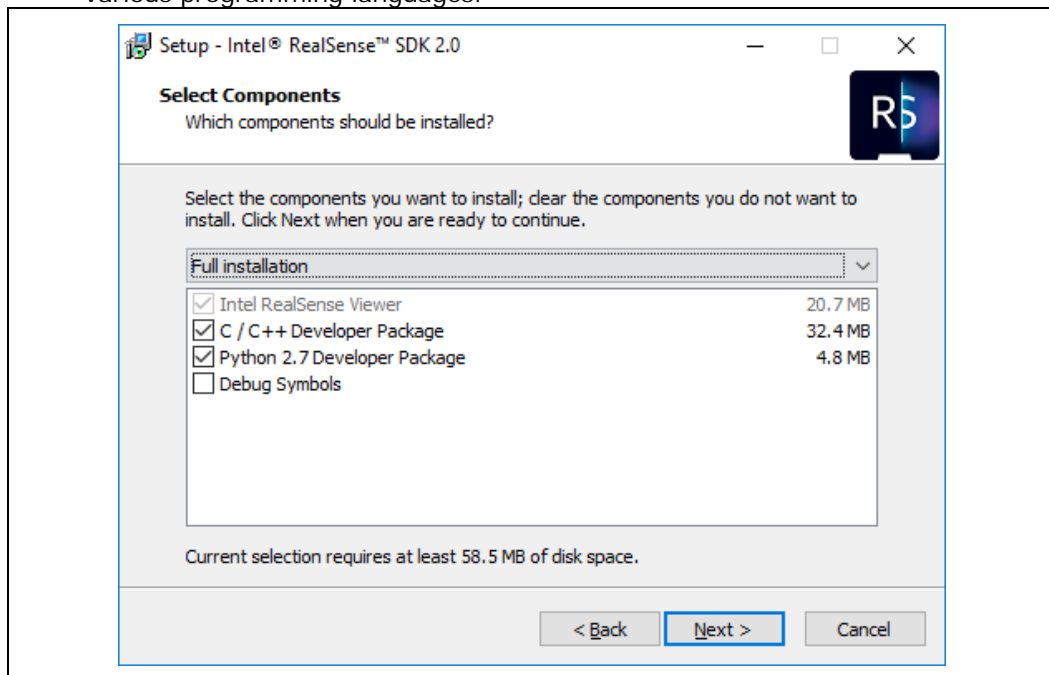 various programming languages.
Setup - Intel® RealSense™ SDK 2.0
Select Components
Which components should be installed?
RS
Select the components you want to install; clear the components you do not want to
install. Click Next when you are ready to continue.
Full installation
Intel RealSense Viewer 20.7 MB
C / C++ Developer Package 32.4 MB
Python 2.7 Developer Package 4.8 MB
Debug Symbols
Current selection requires at least 58.5 MB of disk space.
< Back Next > Cancel